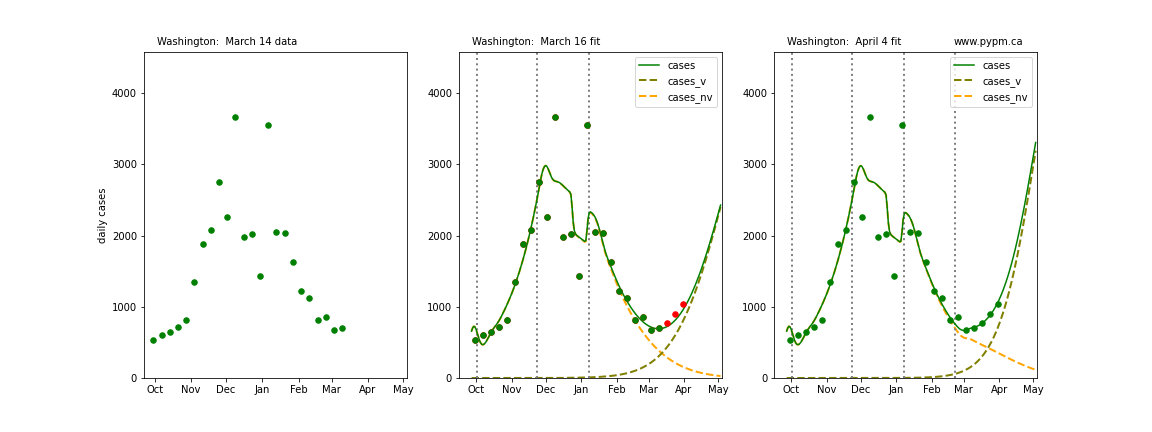 Washington:  March 14 data
daily cases
4000
3000
2000
1000
0
Oct Nov Dec Jan Feb Mar Apr May
Washington:  March 16 fit
cases
cases_v
cases_nv
4000
3000
2000
1000
0
Oct Nov Dec Jan Feb Mar Apr May
Washington:  April 4 fit
www.pypm.ca
cases
cases_v
cases_nv
4000
3000
2000
1000
0
Oct Nov Dec Jan Feb Mar Apr May